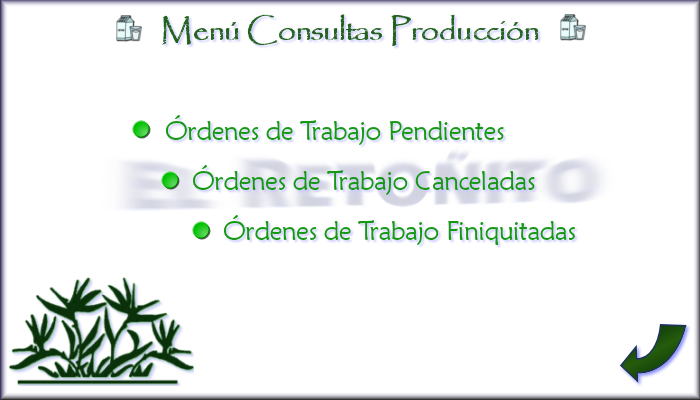 Menú Consultas Producción
Órdenes de Trabajo Pendientes
EL RETOÑITO
Órdenes de Trabajo Canceladas
Órdenes de Trabajo Finiquitadas